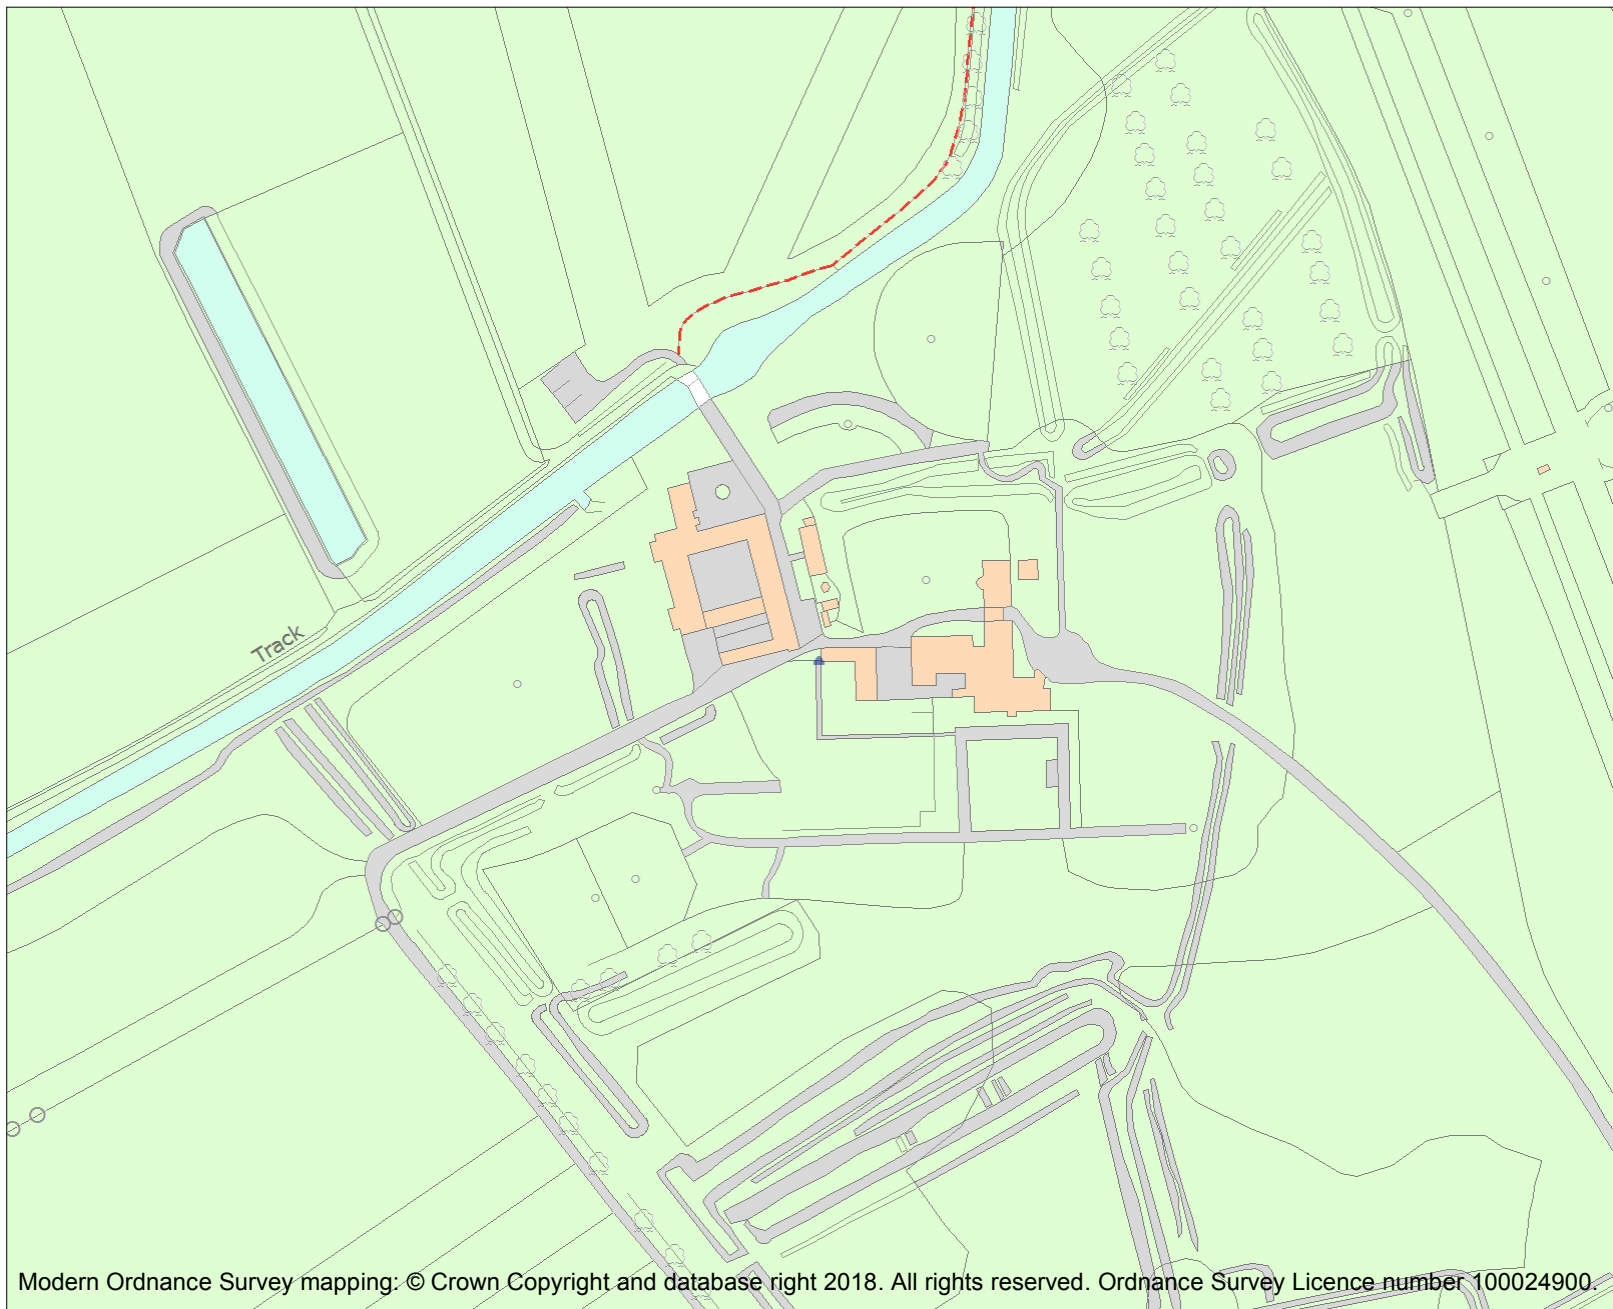 Track
Modern Ordnance Survey mapping: © Crown Copyright and database right 2018. All rights reserved. Ordnance Survey Licence number 100024900.